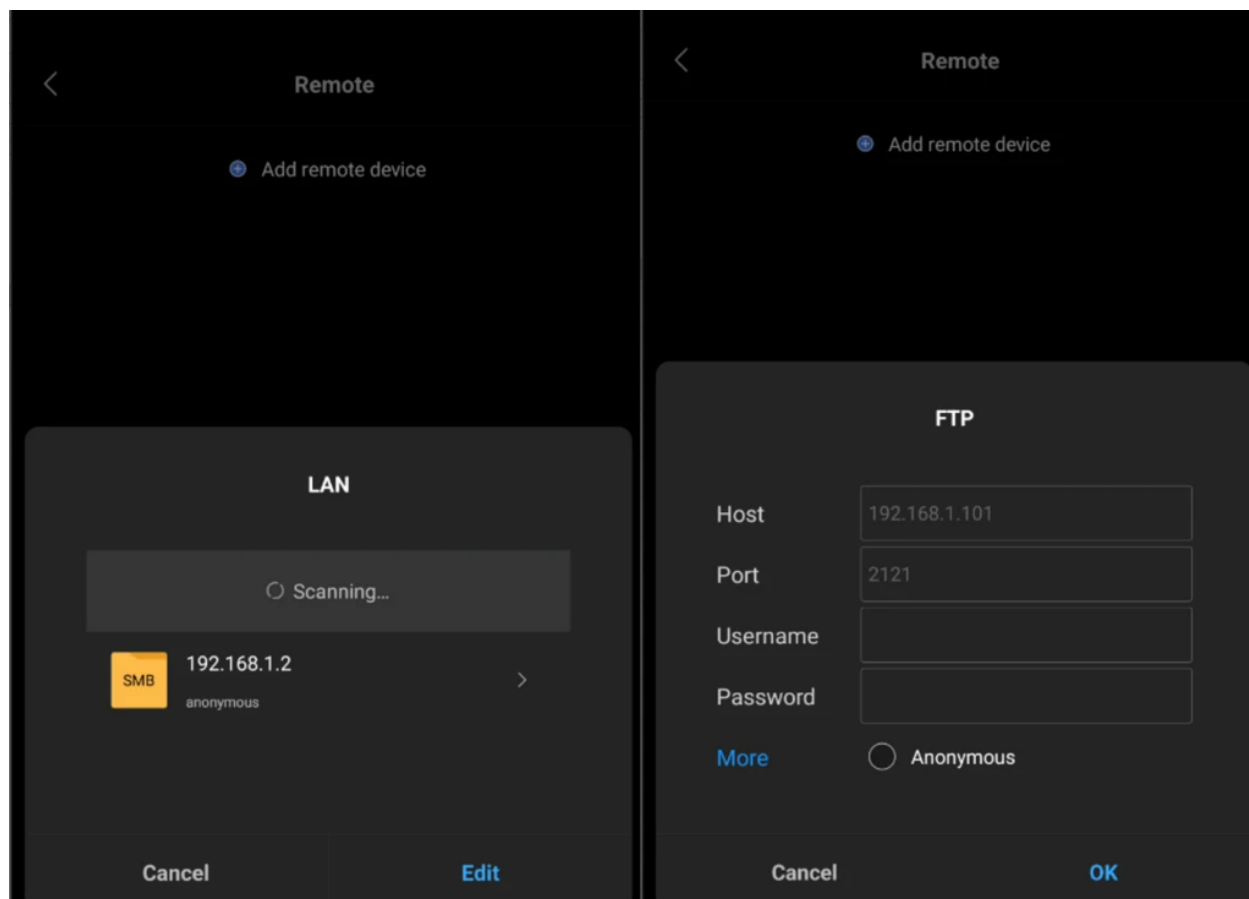 Remote
Add remote device
LAN
Scanning...
SMB
192.168.1.2
anonymous
Cancel
Edit
Remote
Add remote device
FTP
Host
192.168.1.101
Port
2121
Username
Password
More
Anonymous
Cancel
OK